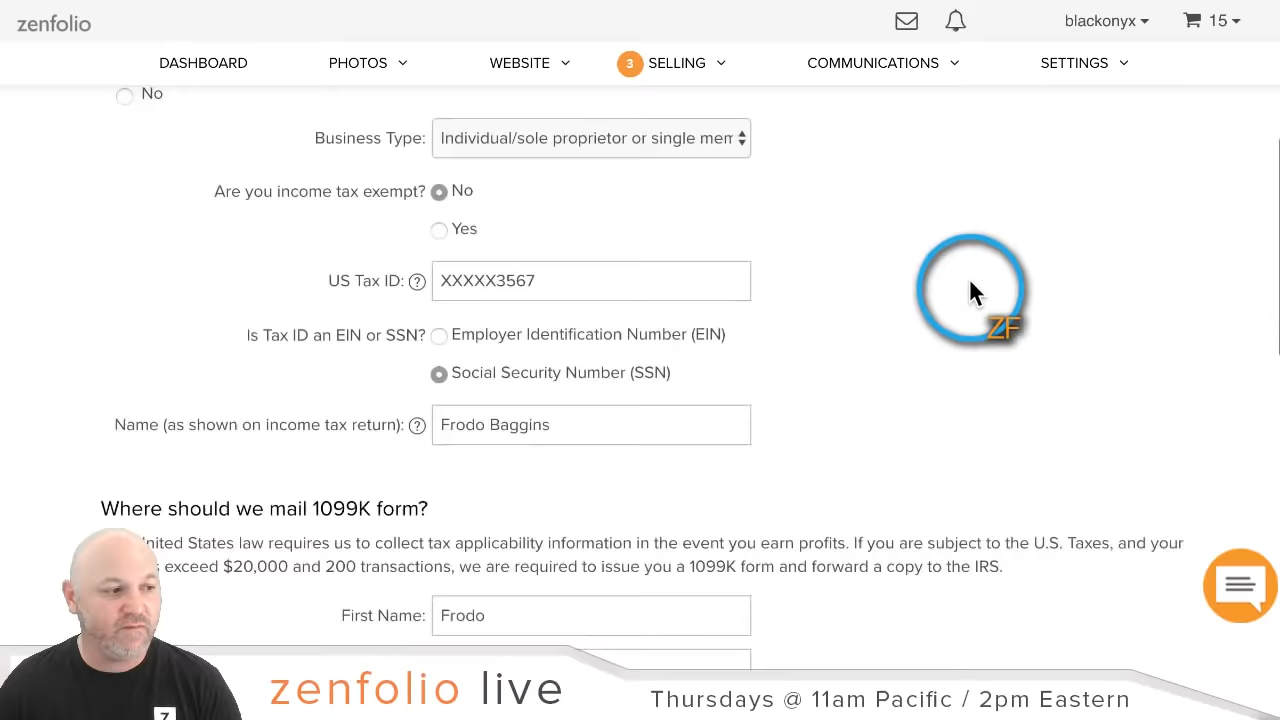 zenfolio
blackonyx
15
DASHBOARD
PHOTOS
WEBSITE
3 SELLING
COMMUNICATIONS
SETTINGS
No
Business Type: Individual/sole proprietor or single mem
Are you income tax exempt? No
Yes
US Tax ID: ? XXXXX3567
Is Tax ID an EIN or SSN? Employer Identification Number (EIN)
Social Security Number (SSN)
ZF
Name (as shown on income tax return): ? Frodo Baggins
Where should we mail 1099K form?
States law requires us to collect tax applicability information in the event you earn profits. If you are subject to the U.S. Taxes, and your
exceed $20,000 and 200 transactions, we are required to issue you a 1099K form and forward a copy to the IRS.
First Name: Frodo
zenfolio live
Thursdays @ 11am Pacific / 2pm Eastern
Z